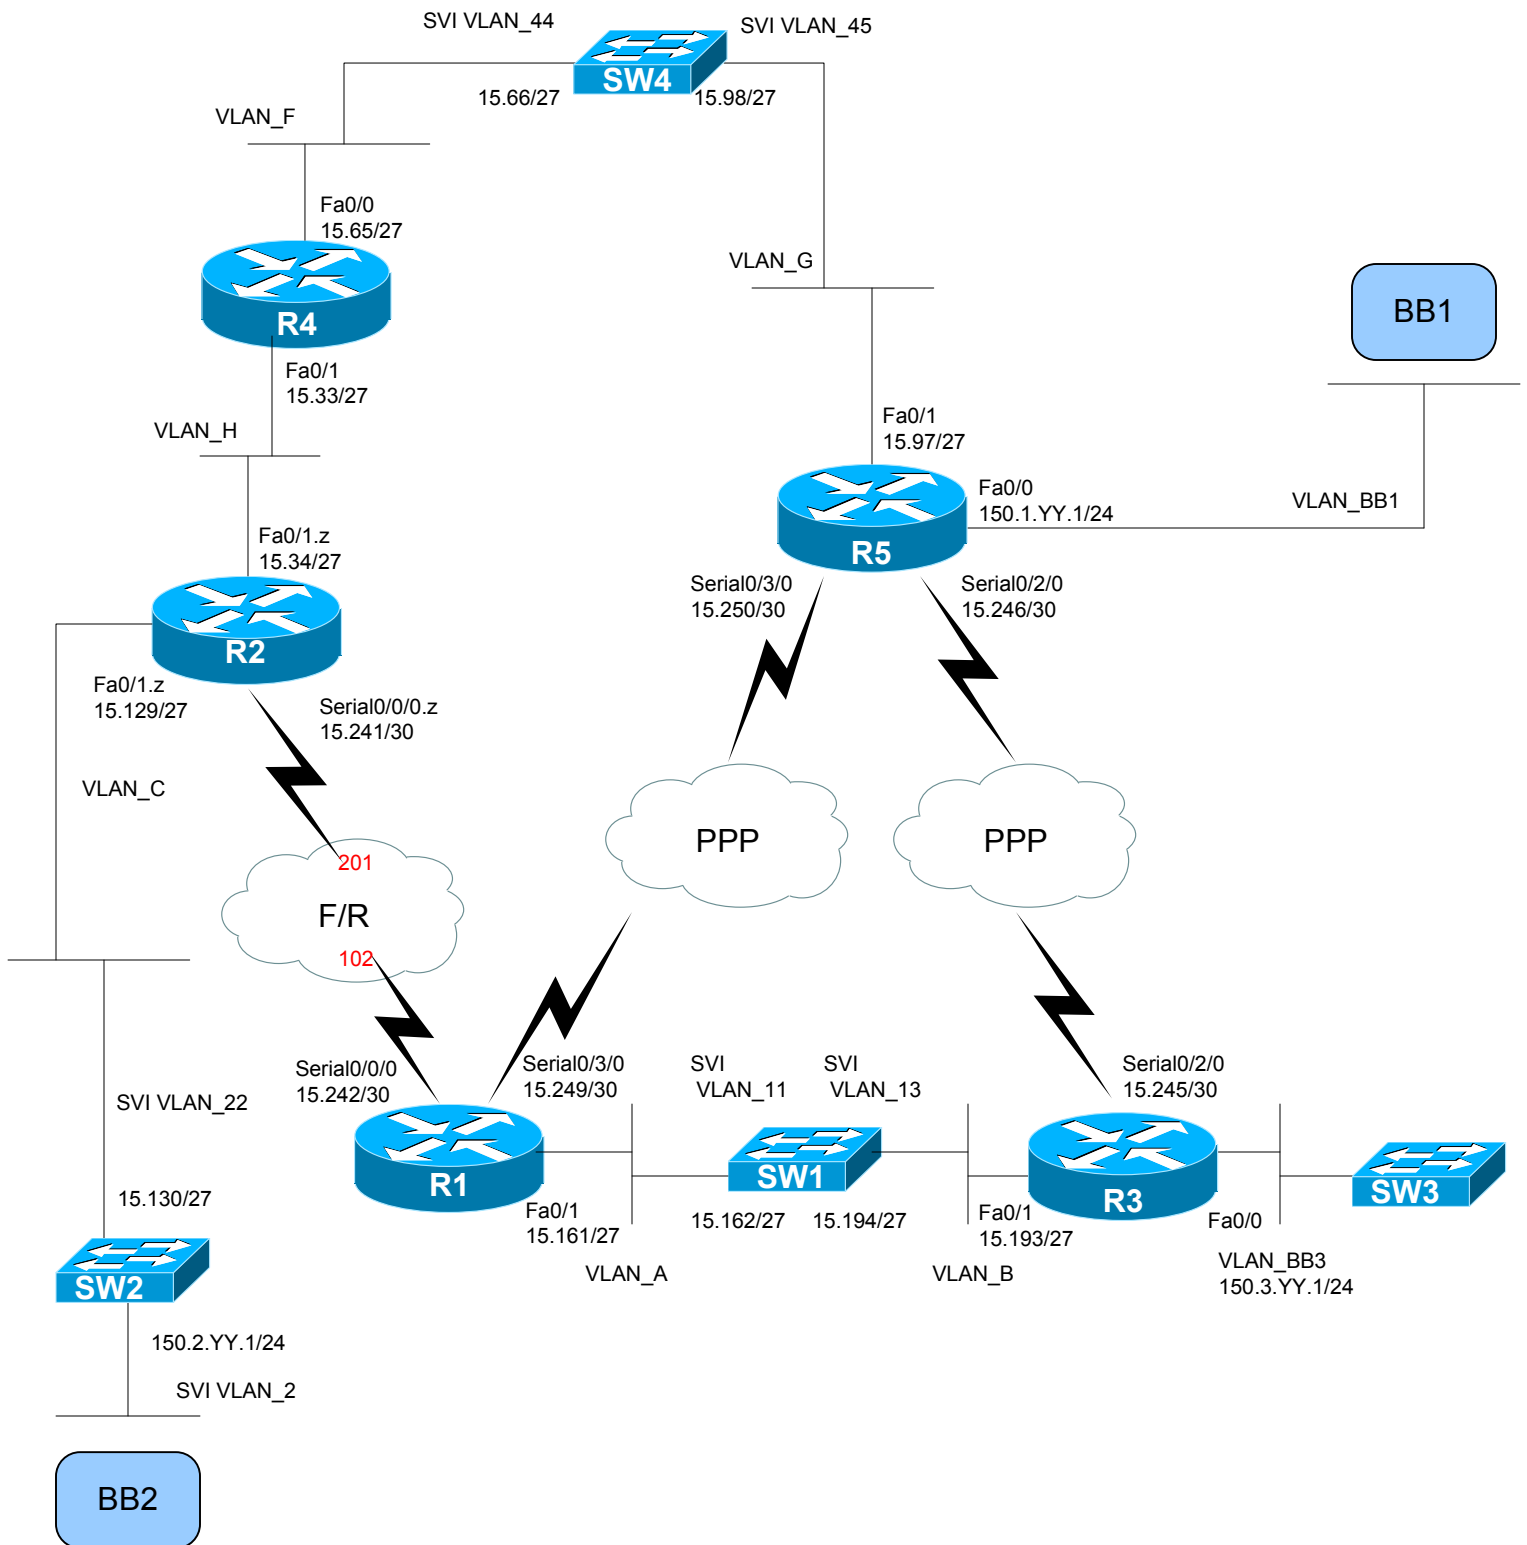 SVI VLAN_44
SVI VLAN_45
SW4
15.66/27
15.98/27
VLAN_F
Fa0/0
15.65/27
R4
Fa0/1
15.33/27
VLAN_H
VLAN_G
BB1
Fa0/1
15.97/27
Fa0/0
150.1.YY.1/24
VLAN_BB1
R5
Fa0/1.z
15.34/27
R2
Serial0/3/0
15.250/30
Serial0/2/0
15.246/30
Fa0/1.z
15.129/27
Serial0/0/0.z
15.241/30
VLAN_C
PPP
PPP
201
F/R
102
Serial0/0/0
15.242/30
Serial0/3/0
15.249/30
SVI
VLAN_11
SVI
VLAN_13
Serial0/2/0
15.245/30
SVI VLAN_22
R1
SW1
R3
SW3
15.130/27
Fa0/1
15.161/27
15.162/27
15.194/27
Fa0/1
15.193/27
Fa0/0
VLAN_A
VLAN_B
VLAN_BB3
150.3.YY.1/24
SW2
150.2.YY.1/24
SVI VLAN_2
BB2